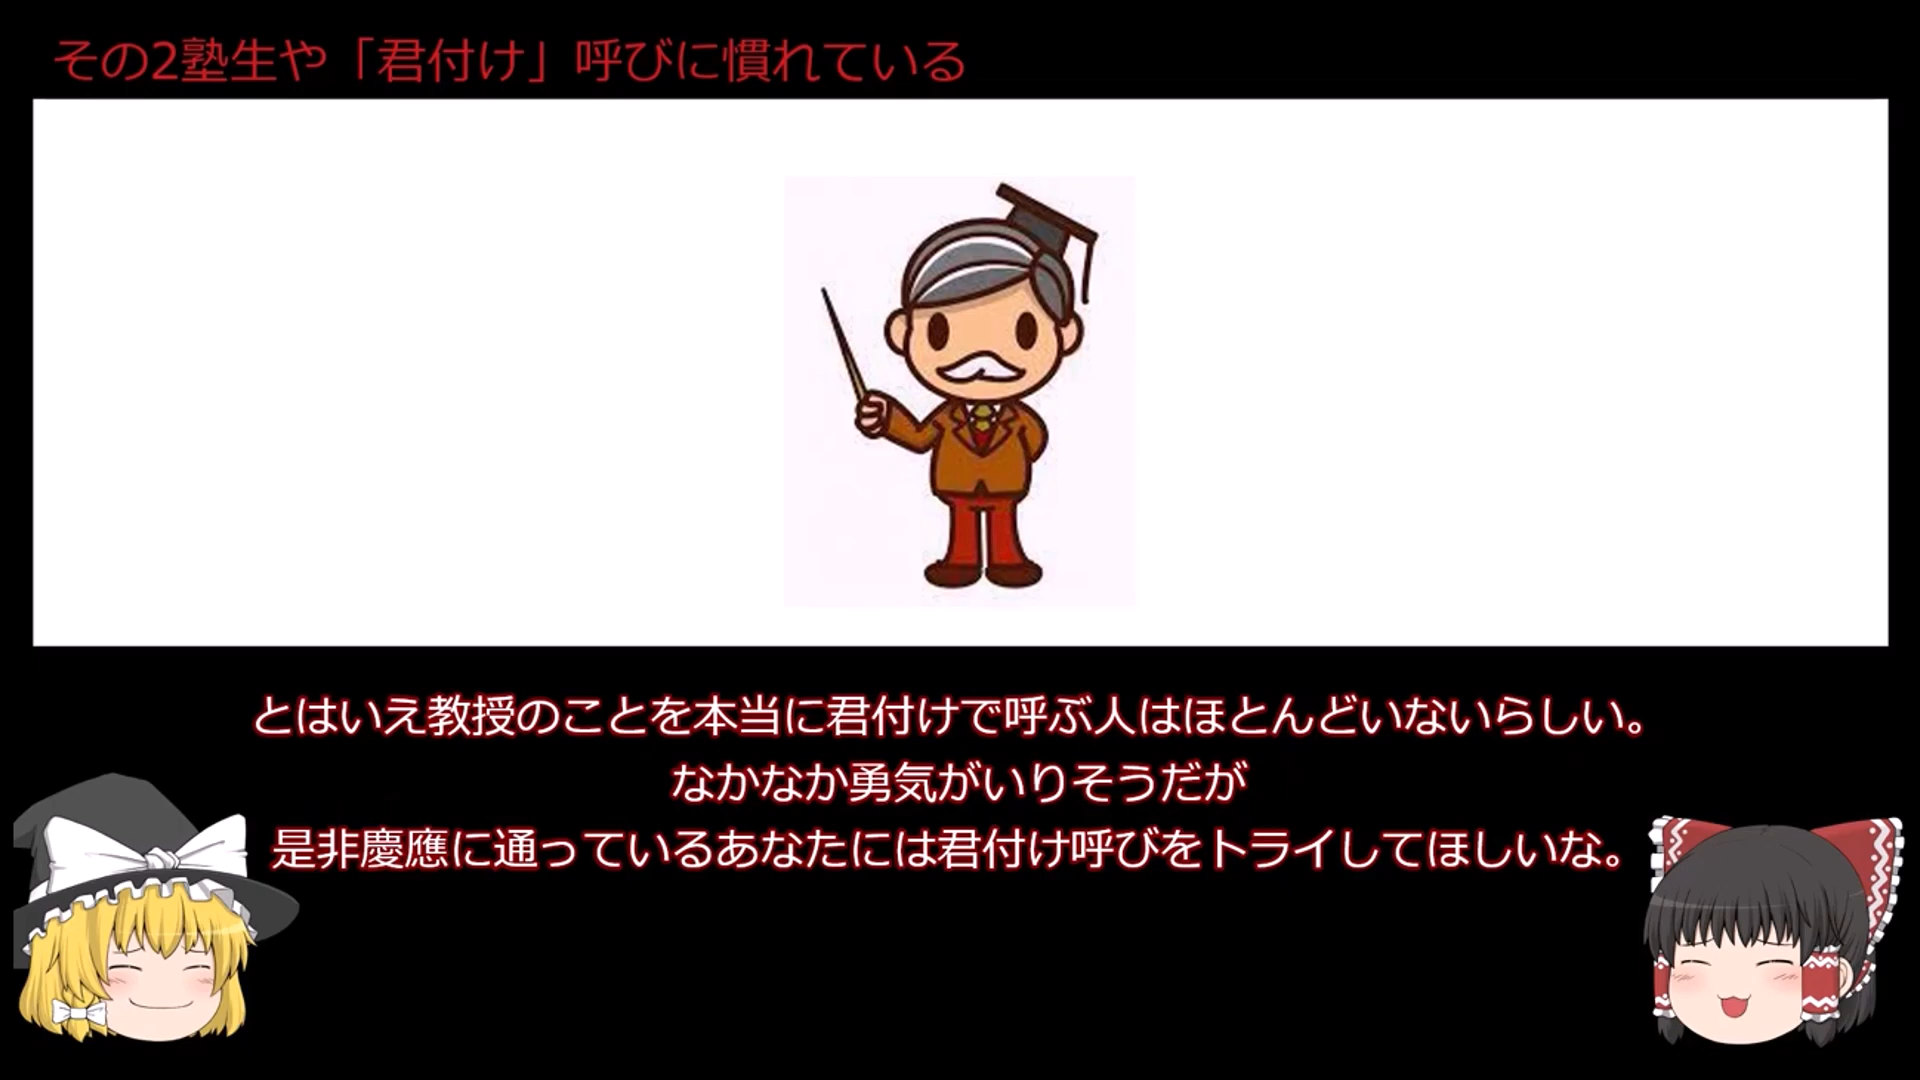 その2塾生や「君付け」呼びに慣れている
とはいえ教授のことを本当に君付けで呼ぶ人はほとんどいないらしい。
なかなか勇気がいりそうだが
是非慶應に通っているあなたには君付け呼びをトライしてほしいな。